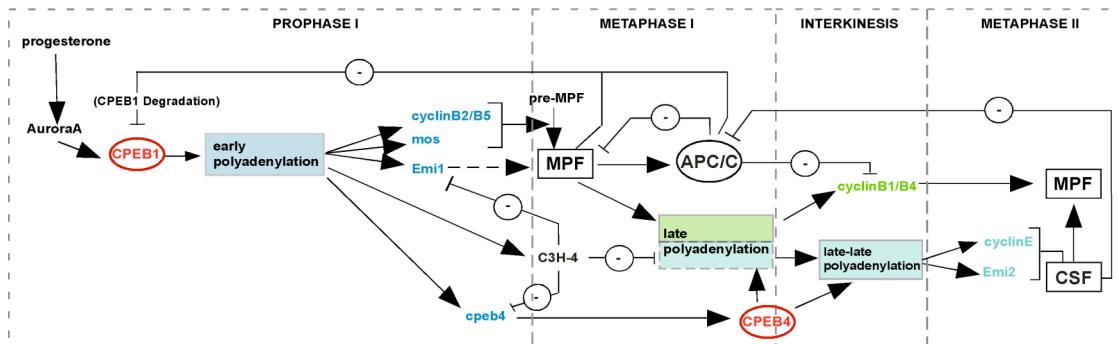 PROPHASE I
METAPHASE I
INTERKINESIS
METAPHASE II
progesterone
-
(CPEB1 Degradation)
AuroraA
CPEB1
early
polyadenylation
cyclinB2/B5
mos
Emi1
pre-MPF
MPF
-
APC/C
-
-
cyclinB1/B4
MPF
-
C3H-4
-
late
polyadenylation
late-late
polyadenylation
cyclinE
Emi2
CSF
-
cpeb4
CPEB4